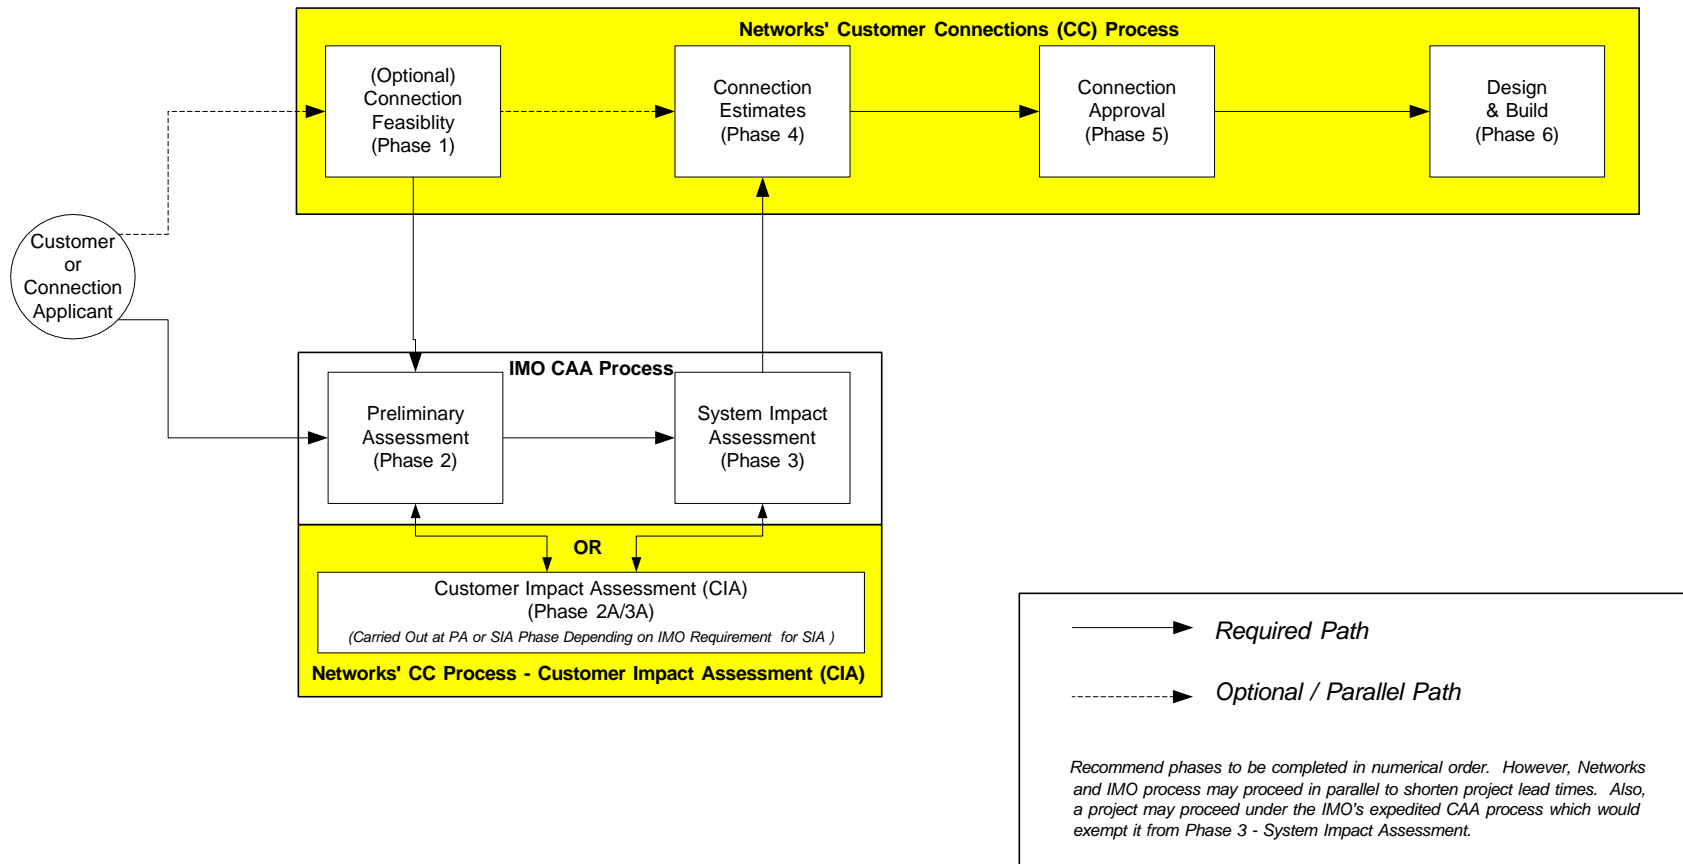 Networks' Customer Connections (CC) Process
(Optional)
Connection
Feasiblity
(Phase 1)
Connection
Estimates
(Phase 4)
Connection
Approval
(Phase 5)
Design
& Build
(Phase 6)
Customer
or
Connection
Applicant
IMO CAA Process
Preliminary
Assessment
(Phase 2)
System Impact
Assessment
(Phase 3)
OR
Customer Impact Assessment (CIA)
(Phase 2A/3A)
(Carried Out at PA or SIA Phase Depending on IMO Requirement for SIA )
Networks' CC Process - Customer Impact Assessment (CIA)
Required Path
Optional / Parallel Path
Recommend phases to be completed in numerical order. However, Networks
and IMO process may proceed in parallel to shorten project lead times. Also,
a project may proceed under the IMO's expedited CAA process which would
exempt it from Phase 3 - System Impact Assessment.